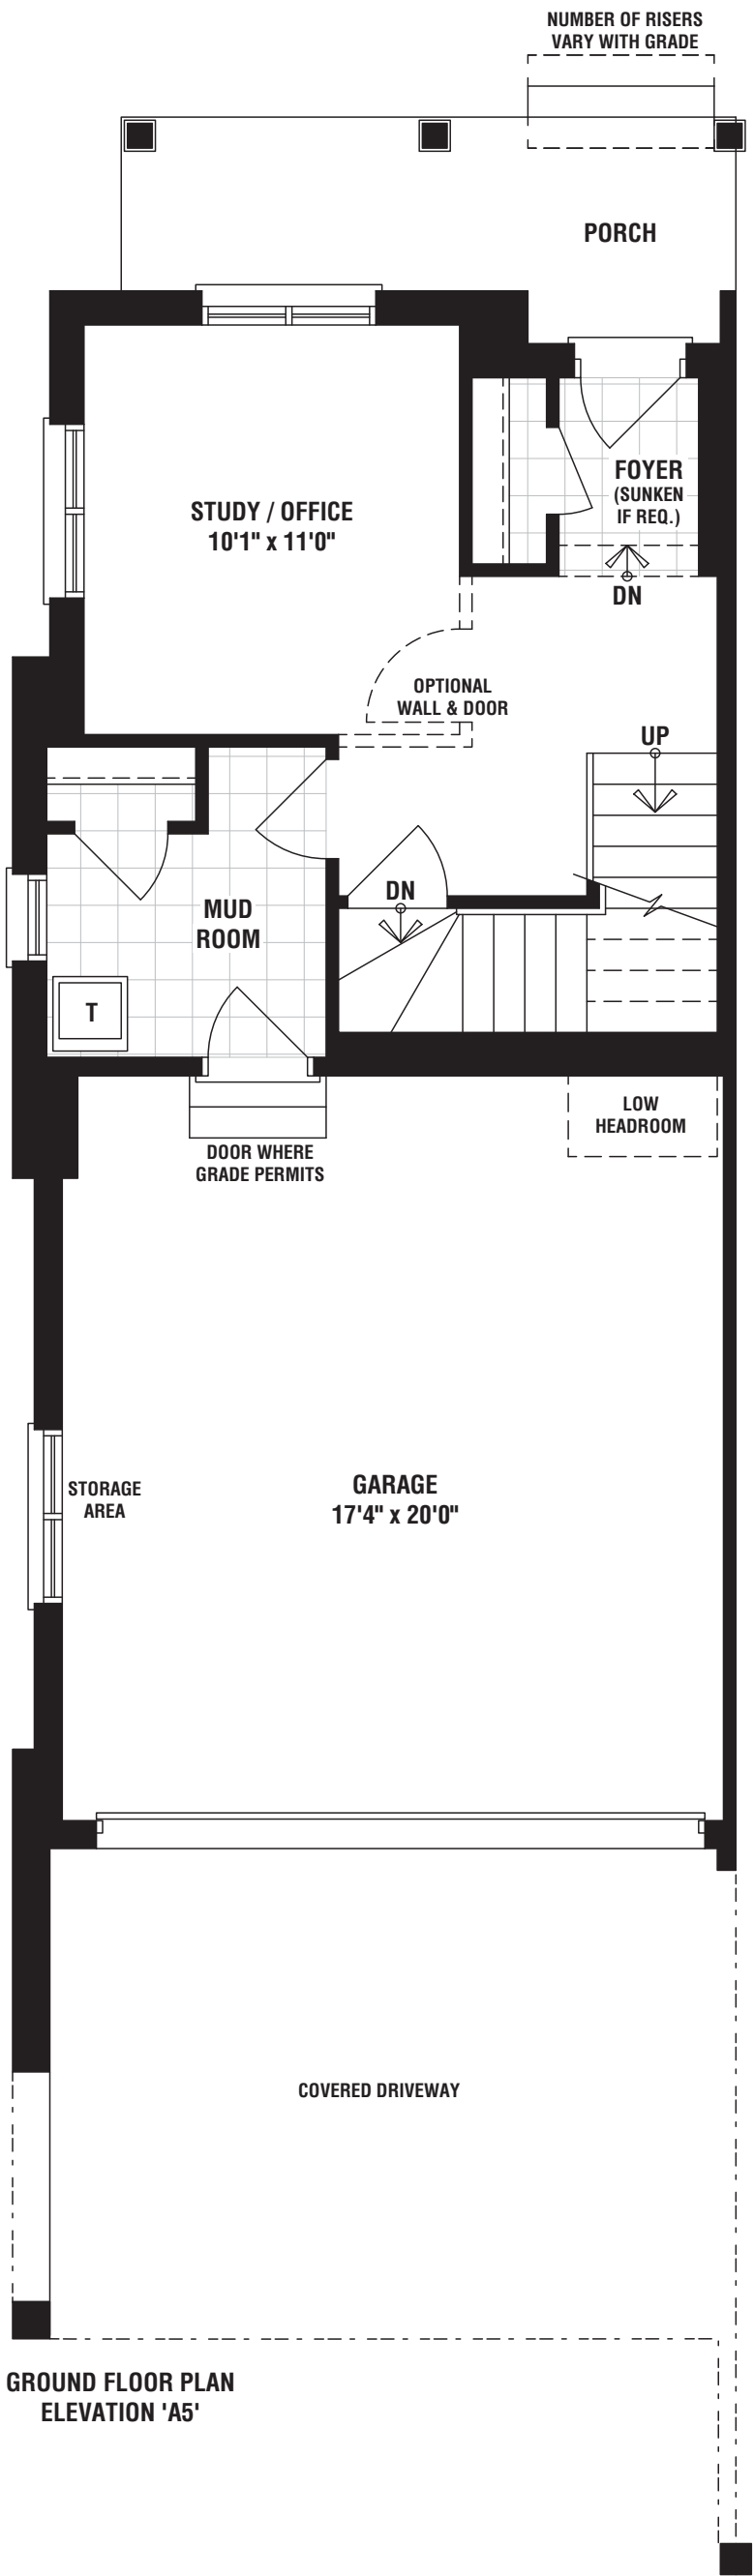 NUMBER OF RISERS
VARY WITH GRADE
PORCH
FOYER
(SUNKEN
IF REQ.)
STUDY / OFFICE
10'1" x 11'0"
DN
OPTIONAL
WALL & DOOR
UP
DN
MUD
ROOM
T
LOW
HEADROOM
DOOR WHERE
GRADE PERMITS
STORAGE
AREA
GARAGE
17'4" x 20'0"
COVERED DRIVEWAY
GROUND FLOOR PLAN
ELEVATION 'A5'